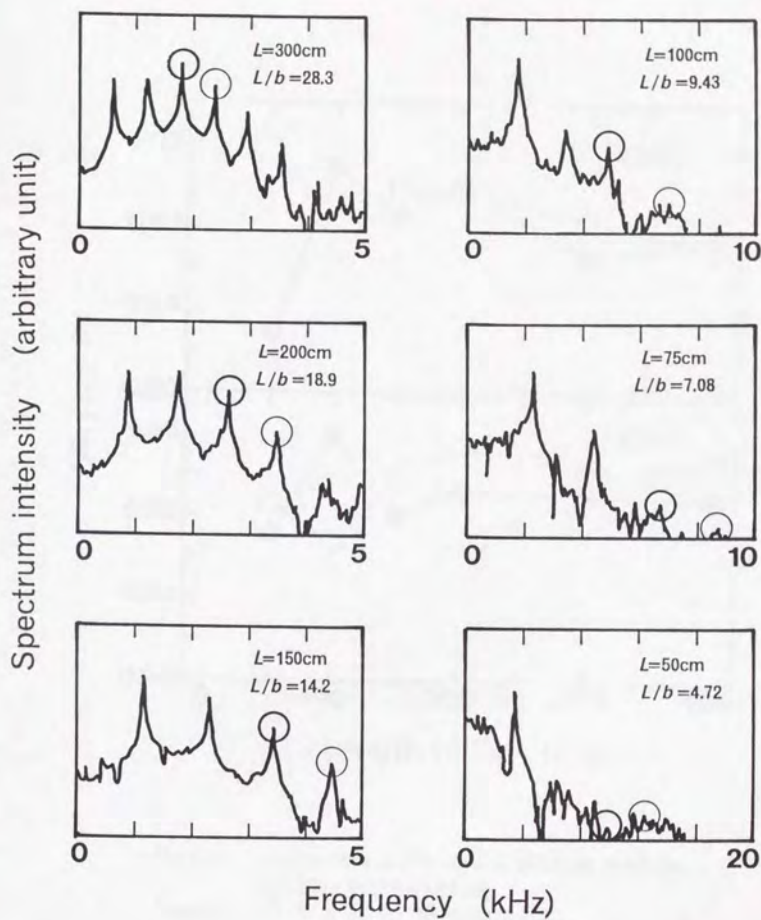 L=300cm
L/b=28.3
0
5
L=100cm
L/b=9.43
0
10
L=200cm
L/b=18.9
0
5
L=75cm
L/b=7.08
0
10
L=150cm
L/b=14.2
0
5
L=50cm
L/b=4.72
0
20
Spectrum intensity (arbitrary unit)
Frequency (kHz)